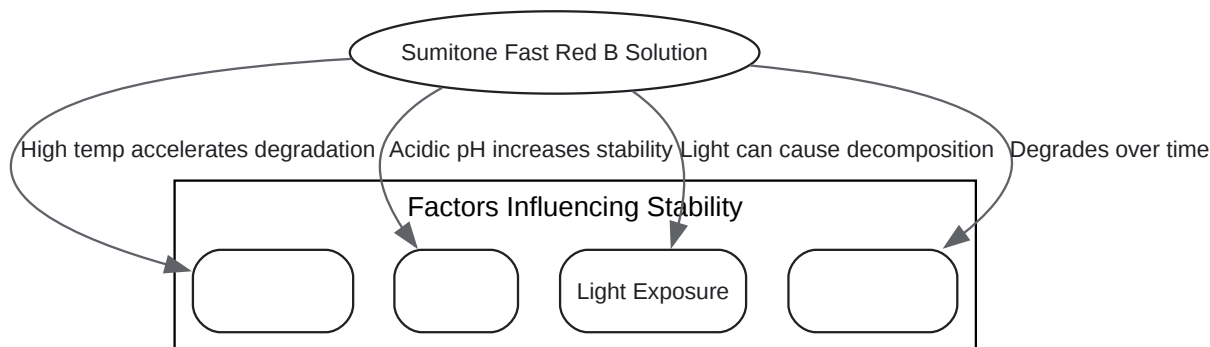 Sumitone Fast Red B Solution
High temp accelerates degradation
Acidic pH increases stability
Light can cause decomposition
Degrades over time
Factors Influencing Stability
Light Exposure